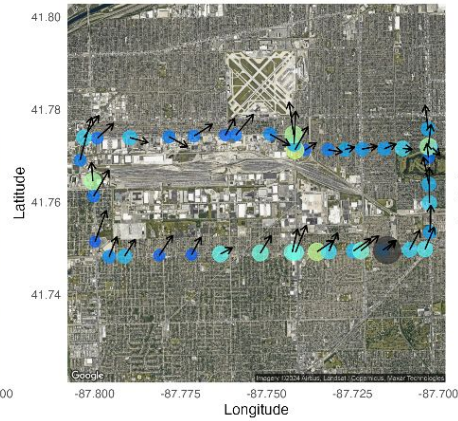 41.80
41.78
41.76
41.74
Latitude
Google
Imagery ©2024 Airbus, Landsat / Copernicus, Maxar Technologies
00
-87.800
-87.775
-87.750
-87.725
-87.700
Longitude